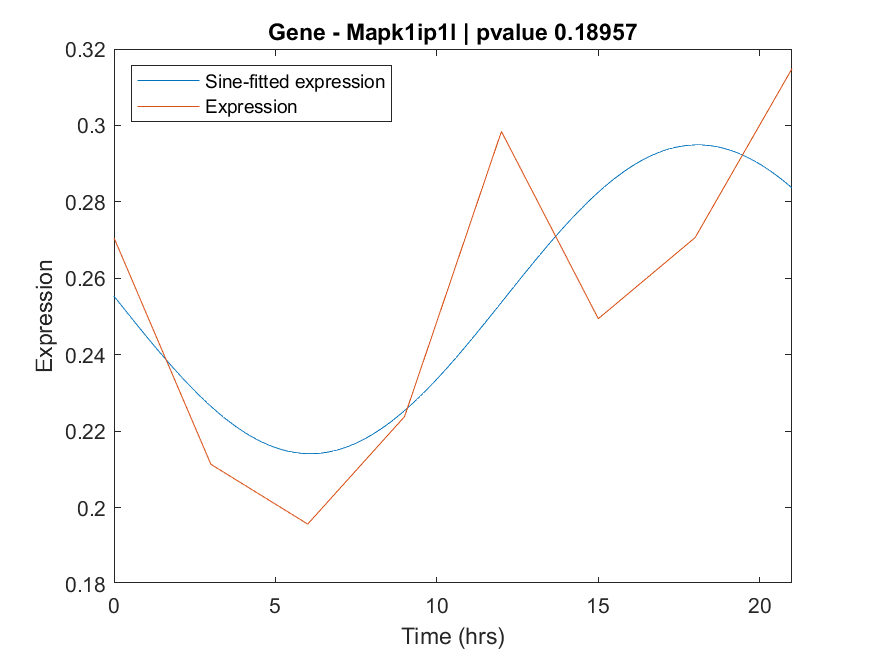 Gene - Mapk1ip1l | pvalue 0.18957
Sine-fitted expression
Expression
0.32
0.3
0.28
0.26
0.24
0.22
0.2
0.18
Expression
0 5 10 15 20
Time (hrs)